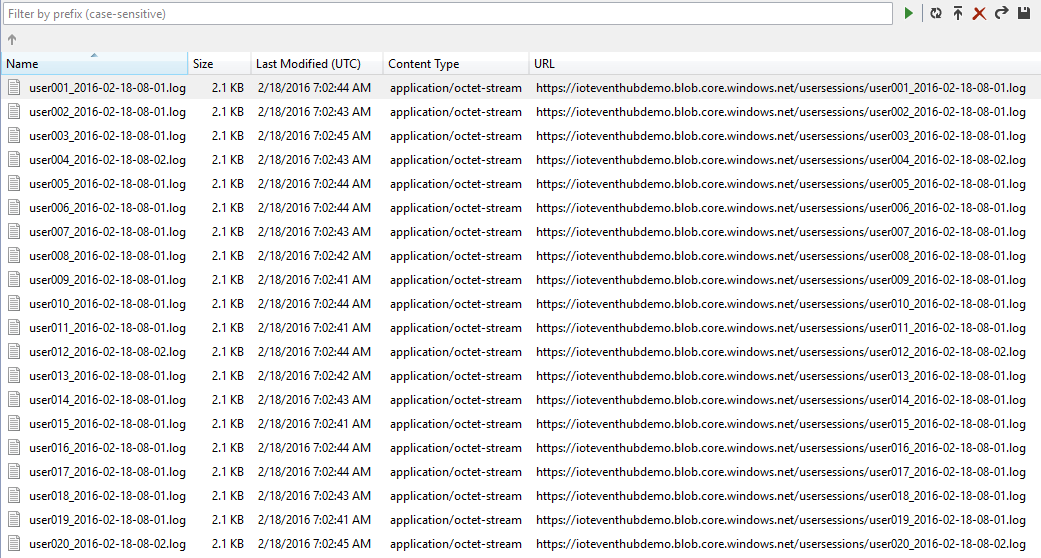 Filter by prefix (case-sensitive)
Name Size Last Modified (UTC) Content Type URL
user001_2016-02-18-08-01.log 2.1 KB 2/18/2016 7:02:44 AM application/octet-stream https://ioteventhubdemo.blob.core.windows.net/usersessions/user001_2016-02-18-08-01.log
user002_2016-02-18-08-01.log 2.1 KB 2/18/2016 7:02:43 AM application/octet-stream https://ioteventhubdemo.blob.core.windows.net/usersessions/user002_2016-02-18-08-01.log
user003_2016-02-18-08-01.log 2.1 KB 2/18/2016 7:02:45 AM application/octet-stream https://ioteventhubdemo.blob.core.windows.net/usersessions/user003_2016-02-18-08-01.log
user004_2016-02-18-08-02.log 2.1 KB 2/18/2016 7:02:43 AM application/octet-stream https://ioteventhubdemo.blob.core.windows.net/usersessions/user004_2016-02-18-08-02.log
user005_2016-02-18-08-01.log 2.1 KB 2/18/2016 7:02:44 AM application/octet-stream https://ioteventhubdemo.blob.core.windows.net/usersessions/user005_2016-02-18-08-01.log
user006_2016-02-18-08-01.log 2.1 KB 2/18/2016 7:02:44 AM application/octet-stream https://ioteventhubdemo.blob.core.windows.net/usersessions/user006_2016-02-18-08-01.log
user007_2016-02-18-08-01.log 2.1 KB 2/18/2016 7:02:43 AM application/octet-stream https://ioteventhubdemo.blob.core.windows.net/usersessions/user007_2016-02-18-08-01.log
user008_2016-02-18-08-01.log 2.1 KB 2/18/2016 7:02:42 AM application/octet-stream https://ioteventhubdemo.blob.core.windows.net/usersessions/user008_2016-02-18-08-01.log
user009_2016-02-18-08-01.log 2.1 KB 2/18/2016 7:02:41 AM application/octet-stream https://ioteventhubdemo.blob.core.windows.net/usersessions/user009_2016-02-18-08-01.log
user010_2016-02-18-08-01.log 2.1 KB 2/18/2016 7:02:44 AM application/octet-stream https://ioteventhubdemo.blob.core.windows.net/usersessions/user010_2016-02-18-08-01.log
user011_2016-02-18-08-01.log 2.1 KB 2/18/2016 7:02:41 AM application/octet-stream https://ioteventhubdemo.blob.core.windows.net/usersessions/user011_2016-02-18-08-01.log
user012_2016-02-18-08-02.log 2.1 KB 2/18/2016 7:02:44 AM application/octet-stream https://ioteventhubdemo.blob.core.windows.net/usersessions/user012_2016-02-18-08-02.log
user013_2016-02-18-08-01.log 2.1 KB 2/18/2016 7:02:42 AM application/octet-stream https://ioteventhubdemo.blob.core.windows.net/usersessions/user013_2016-02-18-08-01.log
user014_2016-02-18-08-01.log 2.1 KB 2/18/2016 7:02:43 AM application/octet-stream https://ioteventhubdemo.blob.core.windows.net/usersessions/user014_2016-02-18-08-01.log
user015_2016-02-18-08-01.log 2.1 KB 2/18/2016 7:02:41 AM application/octet-stream https://ioteventhubdemo.blob.core.windows.net/usersessions/user015_2016-02-18-08-01.log
user016_2016-02-18-08-01.log 2.1 KB 2/18/2016 7:02:44 AM application/octet-stream https://ioteventhubdemo.blob.core.windows.net/usersessions/user016_2016-02-18-08-01.log
user017_2016-02-18-08-01.log 2.1 KB 2/18/2016 7:02:44 AM application/octet-stream https://ioteventhubdemo.blob.core.windows.net/usersessions/user017_2016-02-18-08-01.log
user018_2016-02-18-08-01.log 2.1 KB 2/18/2016 7:02:43 AM application/octet-stream https://ioteventhubdemo.blob.core.windows.net/usersessions/user018_2016-02-18-08-01.log
user019_2016-02-18-08-01.log 2.1 KB 2/18/2016 7:02:41 AM application/octet-stream https://ioteventhubdemo.blob.core.windows.net/usersessions/user019_2016-02-18-08-01.log
user020_2016-02-18-08-02.log 2.1 KB 2/18/2016 7:02:45 AM application/octet-stream https://ioteventhubdemo.blob.core.windows.net/usersessions/user020_2016-02-18-08-02.log